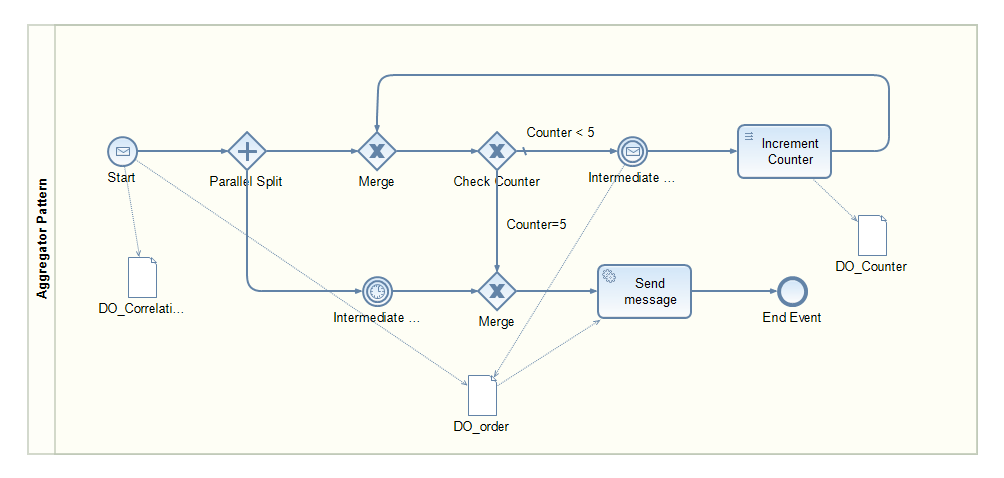 Aggregator Pattern
Counter < 5
Increment
Counter
Start
Parallel Split
Merge
Check Counter
Intermediate ...
Counter=5
DO_Counter
DO_Correlati...
Send
message
Intermediate ...
Merge
End Event
DO_order